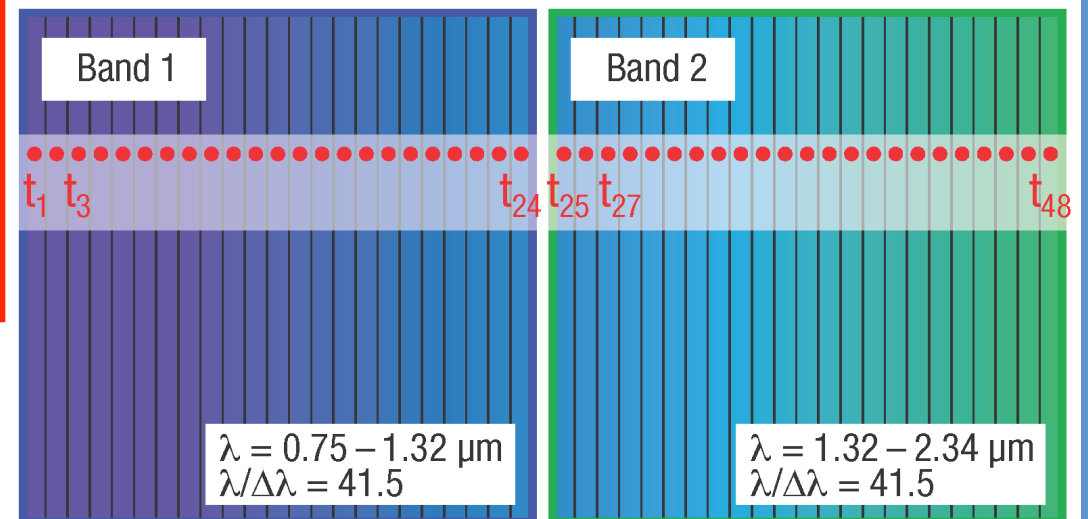 Band 1
Band 2
t₁ t₃ t₂₄ t₂₅ t₂₇ t₄₈
λ = 0.75 – 1.32 μm
λ/Δλ = 41.5
λ = 1.32 – 2.34 μm
λ/Δλ = 41.5